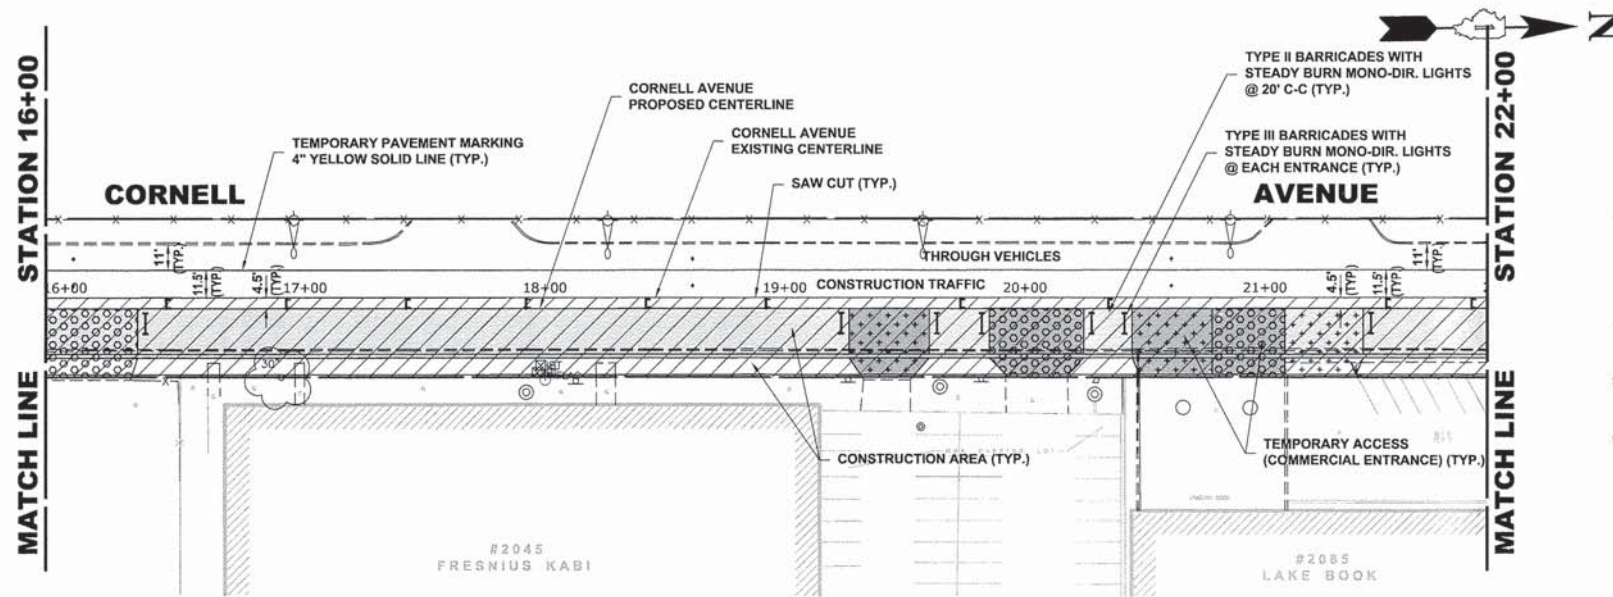 N
TYPE II BARRICADES WITH
STEADY BURN MONO-DIR. LIGHTS
@ 20' C-C (TYP.)
CORNELL AVENUE
PROPOSED CENTERLINE
CORNELL AVENUE
EXISTING CENTERLINE
TEMPORARY PAVEMENT MARKING
4" YELLOW SOLID LINE (TYP.)
TYPE III BARRICADES WITH
STEADY BURN MONO-DIR. LIGHTS
@ EACH ENTRANCE (TYP.)
SAW CUT (TYP.)
STATION 16+00
STATION 22+00
CORNELL
AVENUE
11'
(TYP.)
THROUGH VEHICLES
11'
(TYP.)
11.5'
(TYP.)
4.5'
(TYP.)
CONSTRUCTION TRAFFIC
4.5'
(TYP.)
11.5'
(TYP.)
16+00
17+00
18+00
19+00
20+00
21+00
30"
MATCH LINE
MATCH LINE
CONSTRUCTION AREA (TYP.)
TEMPORARY ACCESS
(COMMERCIAL ENTRANCE) (TYP.)
#2045
FRESNIUS KABI
#2085
LAKE BOOK